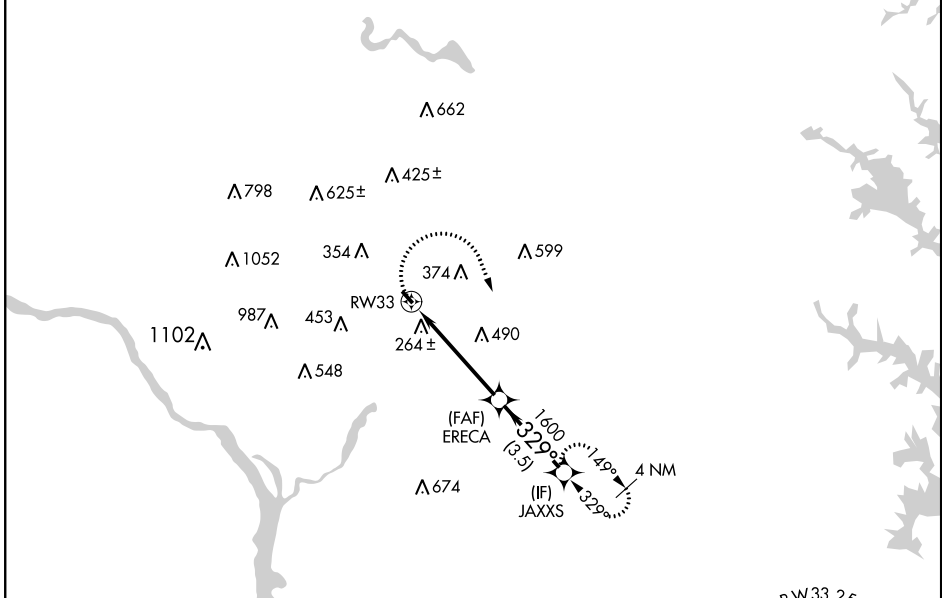 662
425±
798
625±
354
599
1052
374
RW33
987
453
1102
264±
490
548
(FAF)
ERECA
1600
329°
(3.5)
149°
4 NM
674
(IF)
JAXXS
329°
RW33